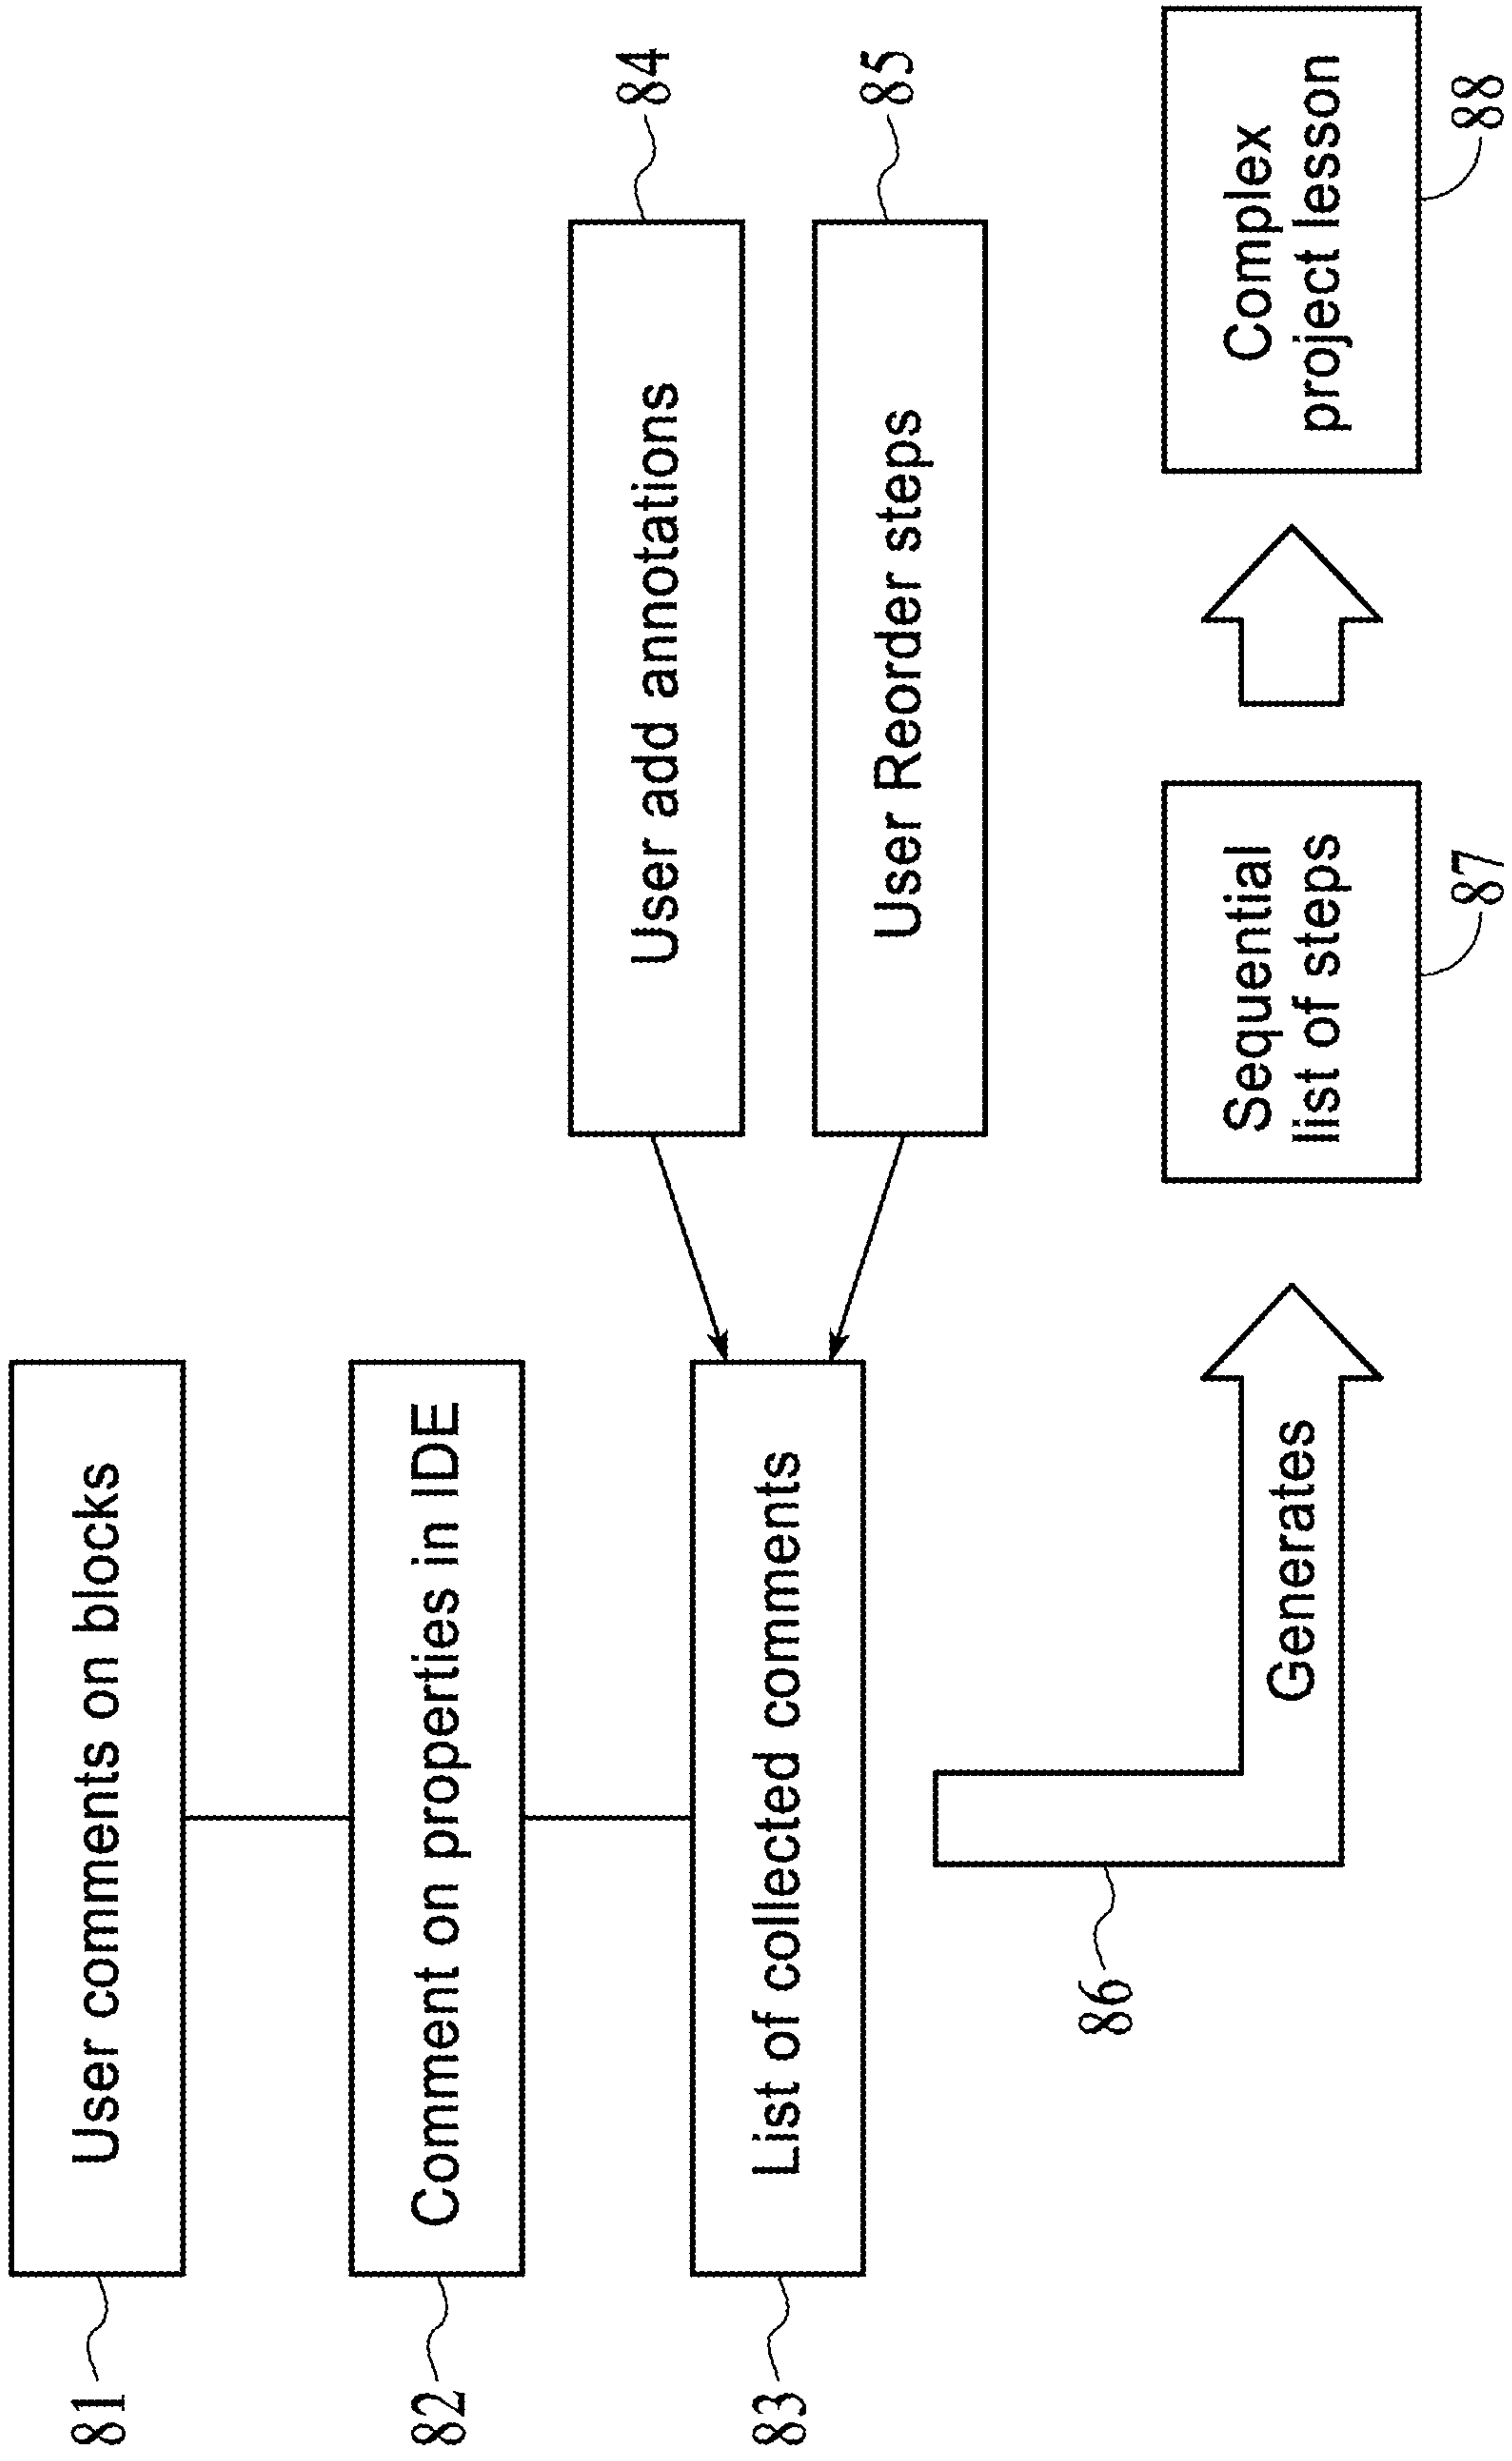 81
User comments on blocks
82
Comment on properties in IDE
83
List of collected comments
User add annotations
84
User Reorder steps
85
86
Generates
Sequential
list of steps
87
Complex
project lesson
88